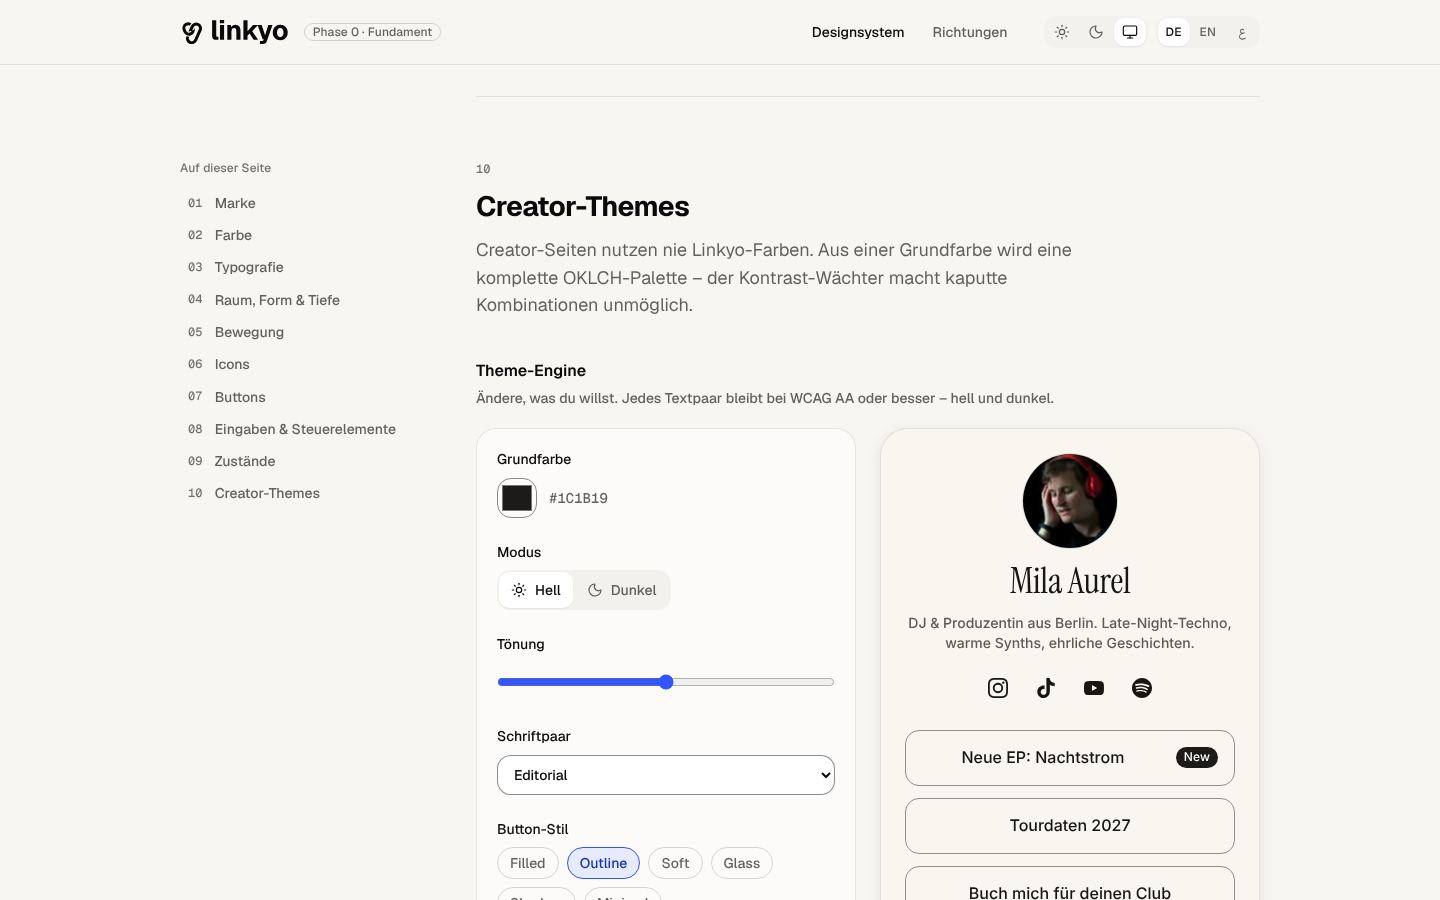 linkyo
Phase 0 · Fundament
Designsystem
Richtungen
DE
EN
ع
Auf dieser Seite
01 Marke
02 Farbe
03 Typografie
04 Raum, Form & Tiefe
05 Bewegung
06 Icons
07 Buttons
08 Eingaben & Steuerelemente
09 Zustände
10 Creator-Themes
10
Creator-Themes
Creator-Seiten nutzen nie Linkyo-Farben. Aus einer Grundfarbe wird eine
komplette OKLCH-Palette – der Kontrast-Wächter macht kaputte
Kombinationen unmöglich.
Theme-Engine
Ändere, was du willst. Jedes Textpaar bleibt bei WCAG AA oder besser – hell und dunkel.
Grundfarbe
#1C1B19
Modus
Hell
Dunkel
Tönung
Schriftpaar
Editorial
Button-Stil
Filled
Outline
Soft
Glass
Mila Aurel
DJ & Produzentin aus Berlin. Late-Night-Techno,
warme Synths, ehrliche Geschichten.
Neue EP: Nachtstrom
New
Tourdaten 2027
Buch mich für deinen Club